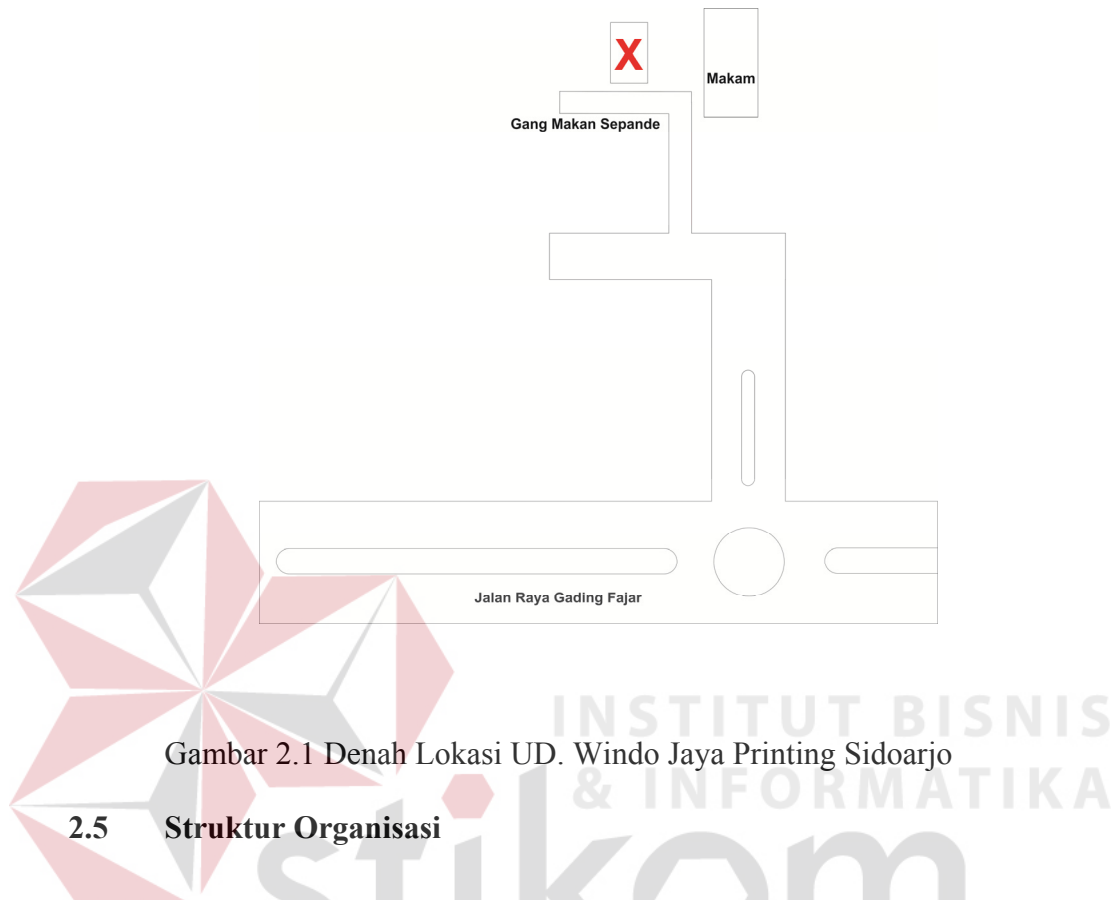 X
Makam
Gang Makan Sepande
Jalan Raya Gading Fajar
INSTITUT BISNIS
& INFORMATIKA
Gambar 2.1 Denah Lokasi UD. Windo Jaya Printing Sidoarjo
2.5 Struktur Organisasi
stikom